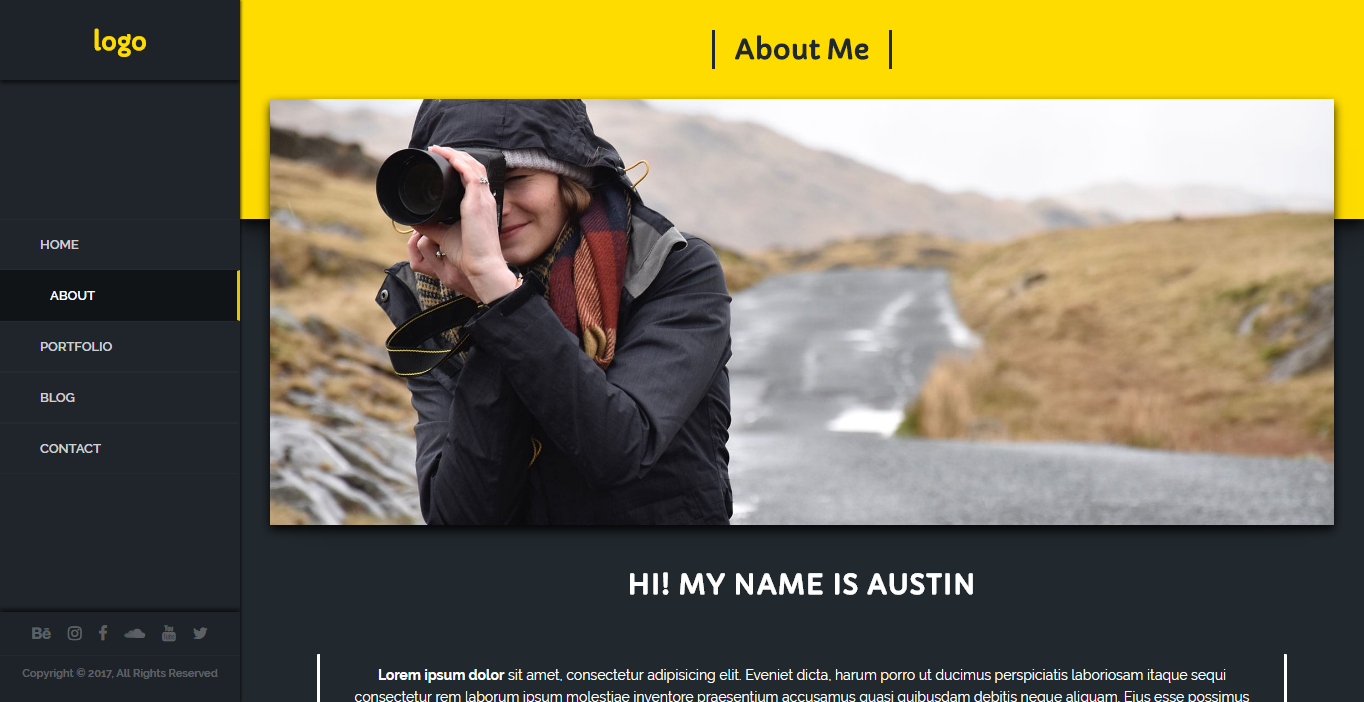 logo
HOME
ABOUT
PORTFOLIO
BLOG
CONTACT
Bē
Copyright © 2017, All Rights Reserved
About Me
HI! MY NAME IS AUSTIN
Lorem ipsum dolor sit amet, consectetur adipisicing elit. Eveniet dicta, harum porro ut ducimus perspiciatis laboriosam itaque sequi
consectetur rem laborum ipsum molestiae inventore praesentium accusamus quasi quibusdam debitis neque aliquam. Eius esse possimus